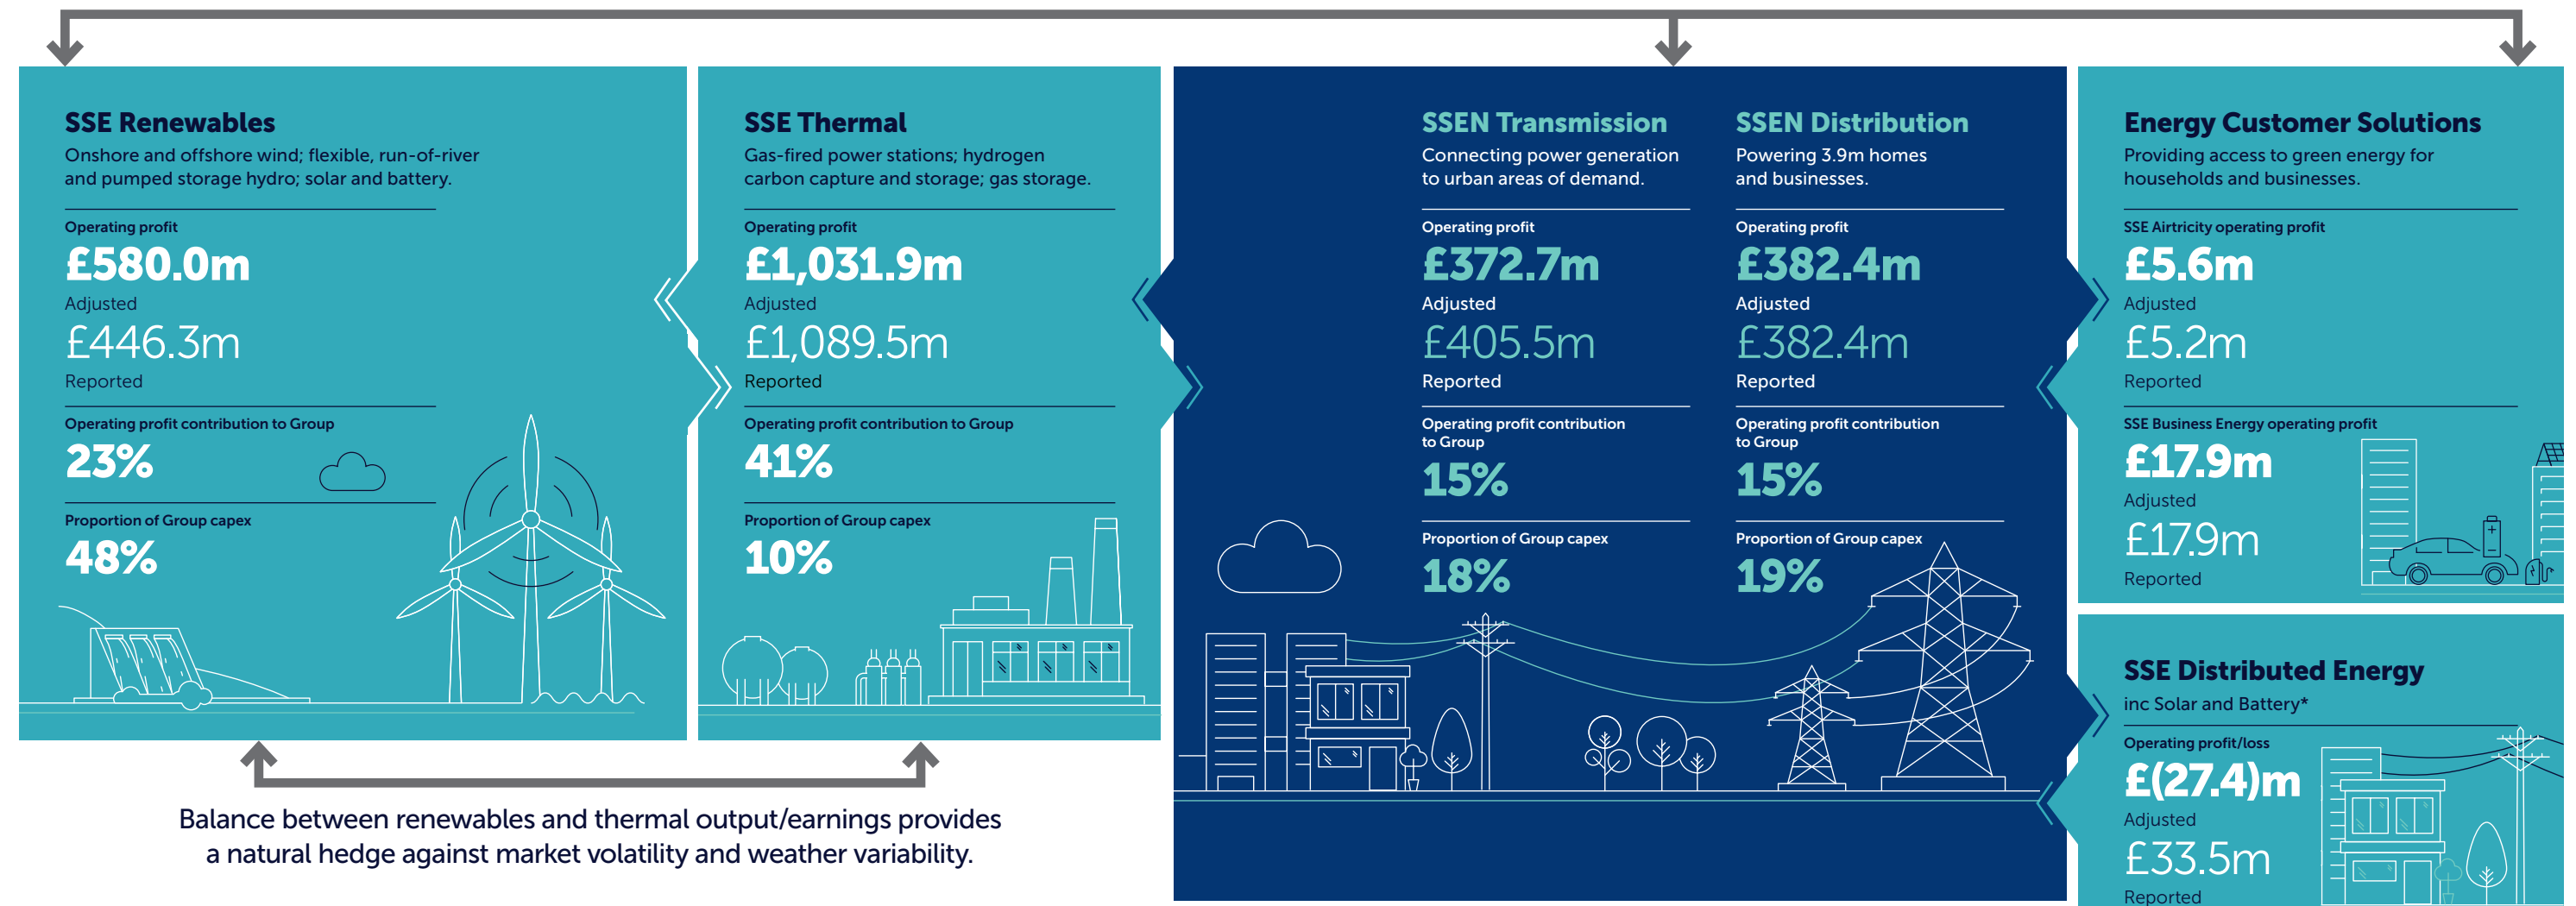 SSE Renewables
Onshore and offshore wind; flexible, run-of-river
and pumped storage hydro; solar and battery.
Operating profit
£580.0m
Adjusted
£446.3m
Reported
Operating profit contribution to Group
23%
Proportion of Group capex
48%
SSE Thermal
Gas-fired power stations; hydrogen
carbon capture and storage; gas storage.
Operating profit
£1,031.9m
Adjusted
£1,089.5m
Reported
Operating profit contribution to Group
41%
Proportion of Group capex
10%
Balance between renewables and thermal output/earnings provides
a natural hedge against market volatility and weather variability.
SSEN Transmission
Connecting power generation
to urban areas of demand.
Operating profit
£372.7m
Adjusted
£405.5m
Reported
Operating profit contribution
to Group
15%
Proportion of Group capex
18%
SSEN Distribution
Powering 3.9m homes
and businesses.
Operating profit
£382.4m
Adjusted
£382.4m
Reported
Operating profit contribution
to Group
15%
Proportion of Group capex
19%
Energy Customer Solutions
Providing access to green energy for
households and businesses.
SSE Airtricity operating profit
£5.6m
Adjusted
£5.2m
Reported
SSE Business Energy operating profit
£17.9m
Adjusted
£17.9m
Reported
SSE Distributed Energy
inc Solar and Battery*
Operating profit/loss
£(27.4)m
Adjusted
£33.5m
Reported